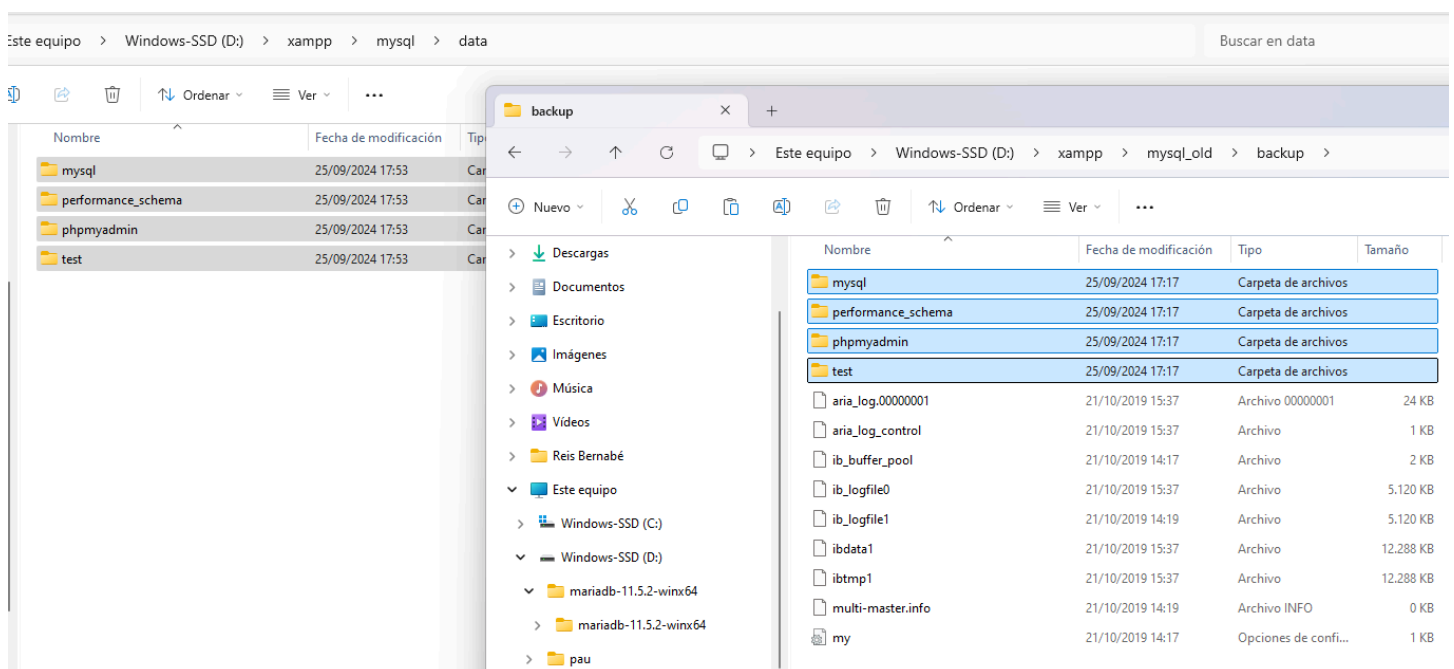 Este equipo > Windows-SSD (D:) > xampp > mysql > data
Buscar en data
Ordenar
Ver
Nombre
Fecha de modificación
mysql 25/09/2024 17:53
performance_schema 25/09/2024 17:53
phpmyadmin 25/09/2024 17:53
test 25/09/2024 17:53
backup
Este equipo > Windows-SSD (D:) > xampp > mysql_old > backup >
Nuevo
Ordenar
Ver
Descargas
Documentos
Escritorio
Imágenes
Música
Vídeos
Reis Bernabé
Este equipo
Windows-SSD (C:)
Windows-SSD (D:)
mariadb-11.5.2-winx64
mariadb-11.5.2-winx64
pau
Nombre Fecha de modificación Tipo Tamaño
mysql 25/09/2024 17:17 Carpeta de archivos
performance_schema 25/09/2024 17:17 Carpeta de archivos
phpmyadmin 25/09/2024 17:17 Carpeta de archivos
test 25/09/2024 17:17 Carpeta de archivos
aria_log.00000001 21/10/2019 15:37 Archivo 00000001 24 KB
aria_log_control 21/10/2019 15:37 Archivo 1 KB
ib_buffer_pool 21/10/2019 14:17 Archivo 2 KB
ib_logfile0 21/10/2019 15:37 Archivo 5.120 KB
ib_logfile1 21/10/2019 14:19 Archivo 5.120 KB
ibdata1 21/10/2019 15:37 Archivo 12.288 KB
ibtmp1 21/10/2019 15:37 Archivo 12.288 KB
multi-master.info 21/10/2019 14:19 Archivo INFO 0 KB
my 21/10/2019 14:17 Opciones de confi... 1 KB